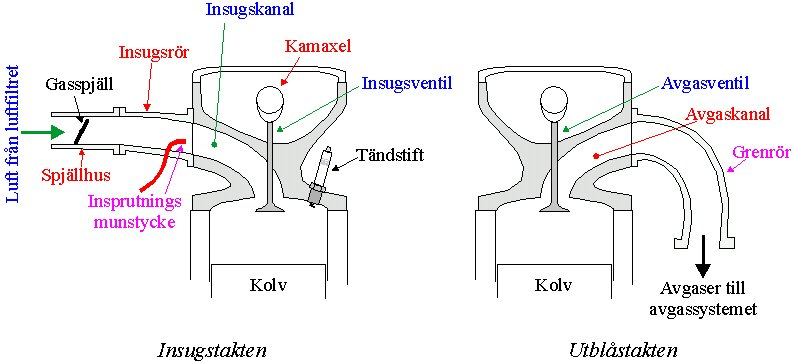 Insugskanal
Insugsrör
Kamaxel
Gasspjäll
Insugsventil
Luft från luftfiltret
Spjällhus
Insprutnings
munstycke
Tändstift
Kolv
Insugstakten
Avgasventil
Avgaskanal
Grenrör
Kolv
Avgaser till
avgassystemet
Utblåstakten